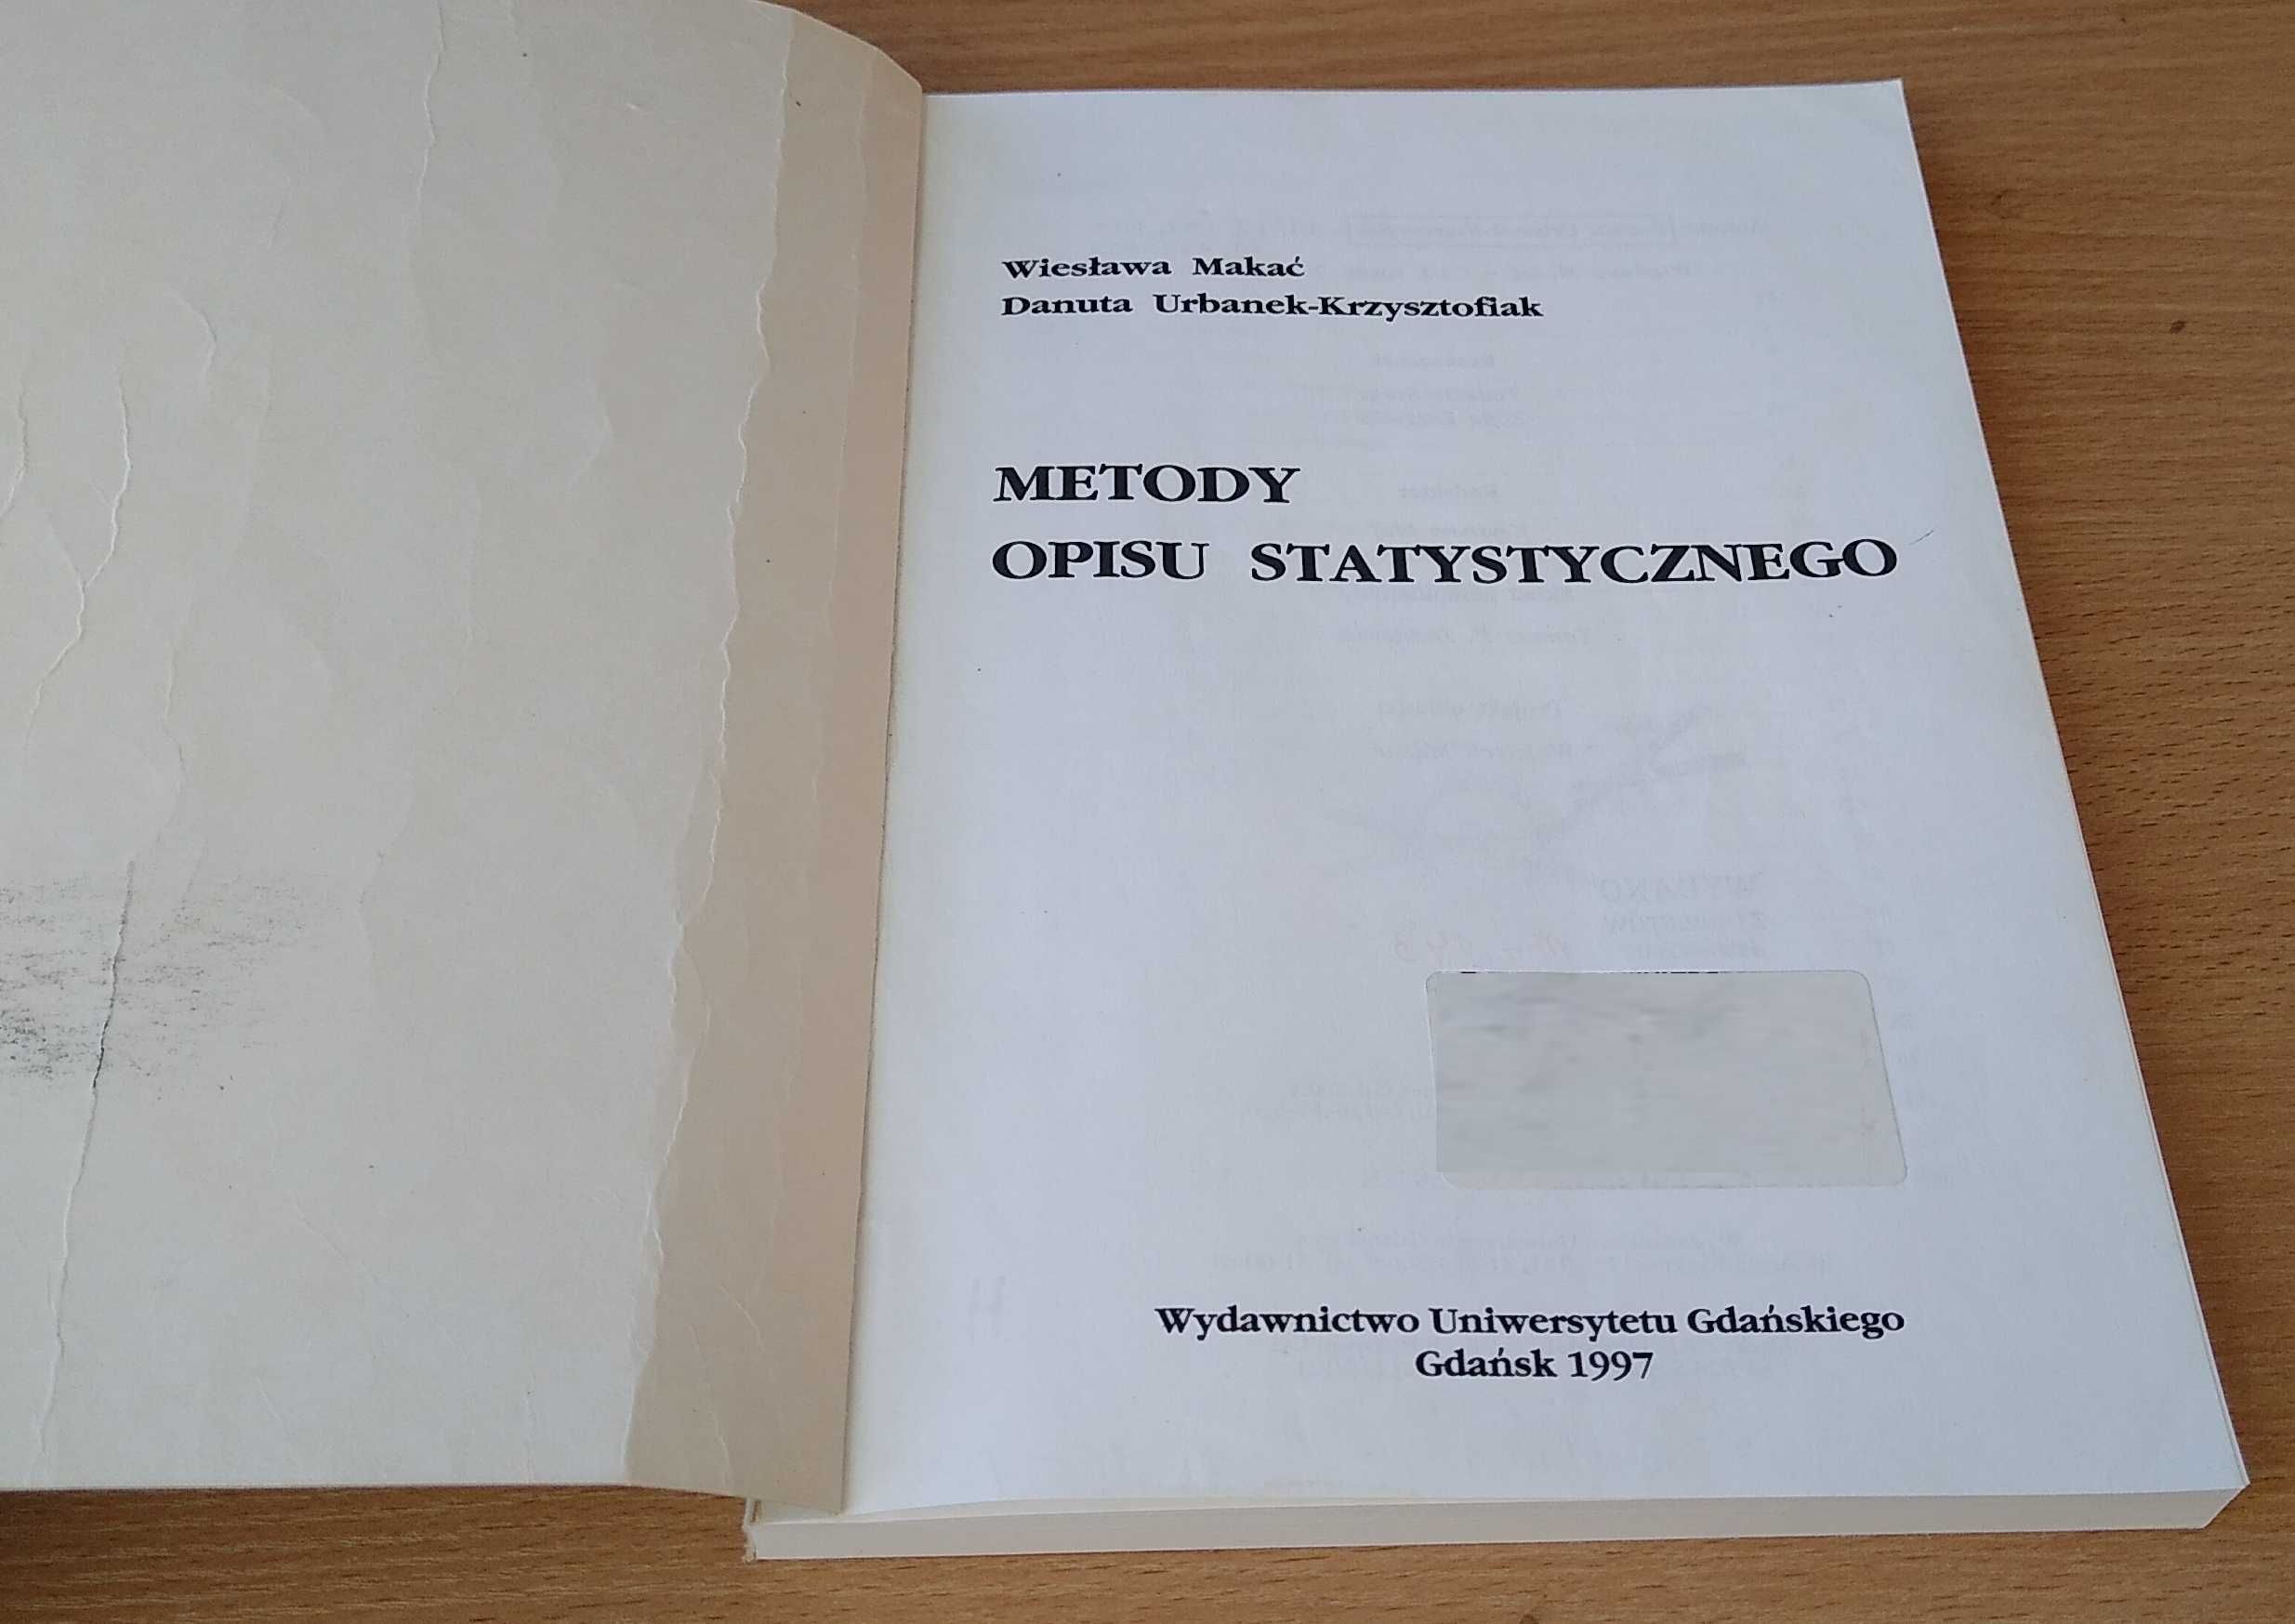 Wiesława Makać
Danuta Urbanek-Krzysztofiak
METODY
OPISU STATYSTYCZNEGO
Wydawnictwo Uniwersytetu Gdańskiego
Gdańsk 1997